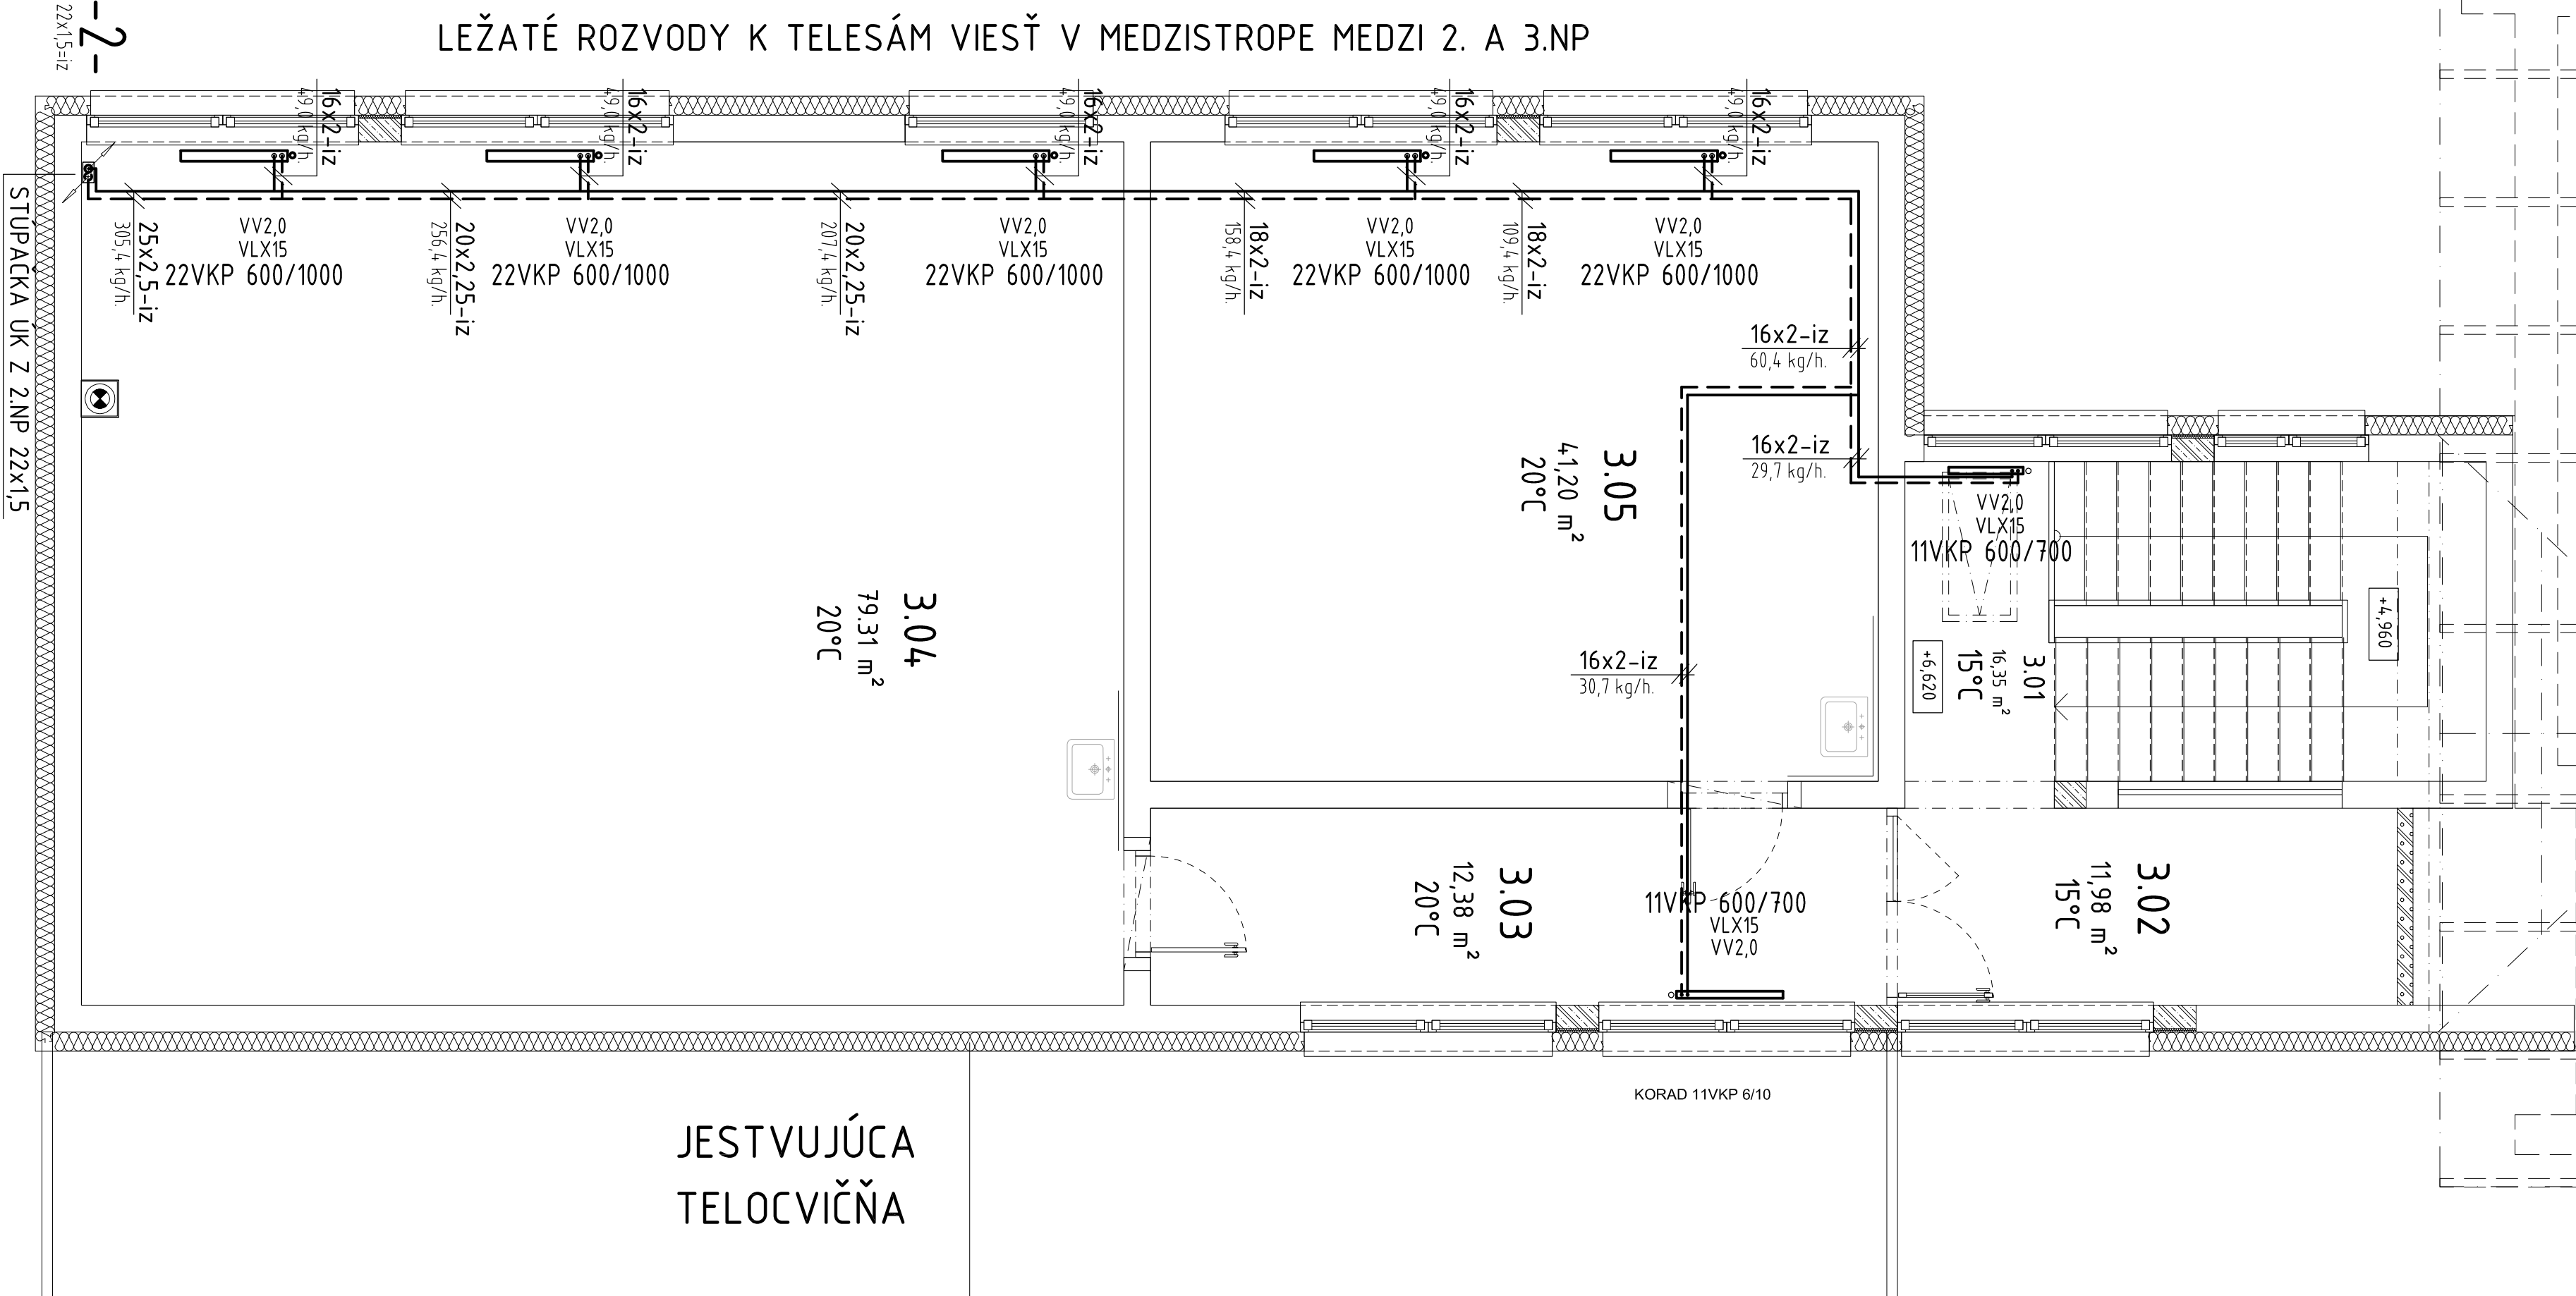 LEŽATÉ ROZVODY K TELESÁM VIESŤ V MEDZISTROPE MEDZI 2. A 3.NP
-2-
22x1,5=iz
16x2-iz
49,0 kg/h.
16x2-iz
49,0 kg/h.
16x2-iz
49,0 kg/h.
16x2-iz
49,0 kg/h.
16x2-iz
49,0 kg/h.
STÚPAČKA ÚK Z 2.NP 22x1,5
25x2,5-iz
305,4 kg/h.
VV2,0
VLX15
22VKP 600/1000
20x2,25-iz
256,4 kg/h.
VV2,0
VLX15
22VKP 600/1000
20x2,25-iz
207,4 kg/h.
VV2,0
VLX15
22VKP 600/1000
18x2-iz
158,4 kg/h.
VV2,0
VLX15
22VKP 600/1000
18x2-iz
109,4 kg/h.
VV2,0
VLX15
22VKP 600/1000
16x2-iz
60,4 kg/h.
16x2-iz
29,7 kg/h.
3.05
41,20 m²
20°C
VV2,0
VLX15
11VKP 600/700
+4,960
3.04
79.31 m²
20°C
16x2-iz
30,7 kg/h.
3.01
16,35 m²
15°C
+6,620
3.03
12,38 m²
20°C
11VKP 600/700
VLX15
VV2,0
3.02
11,98 m²
15°C
KORAD 11VKP 6/10
JESTVUJÚCA
TELOCVIČŇA